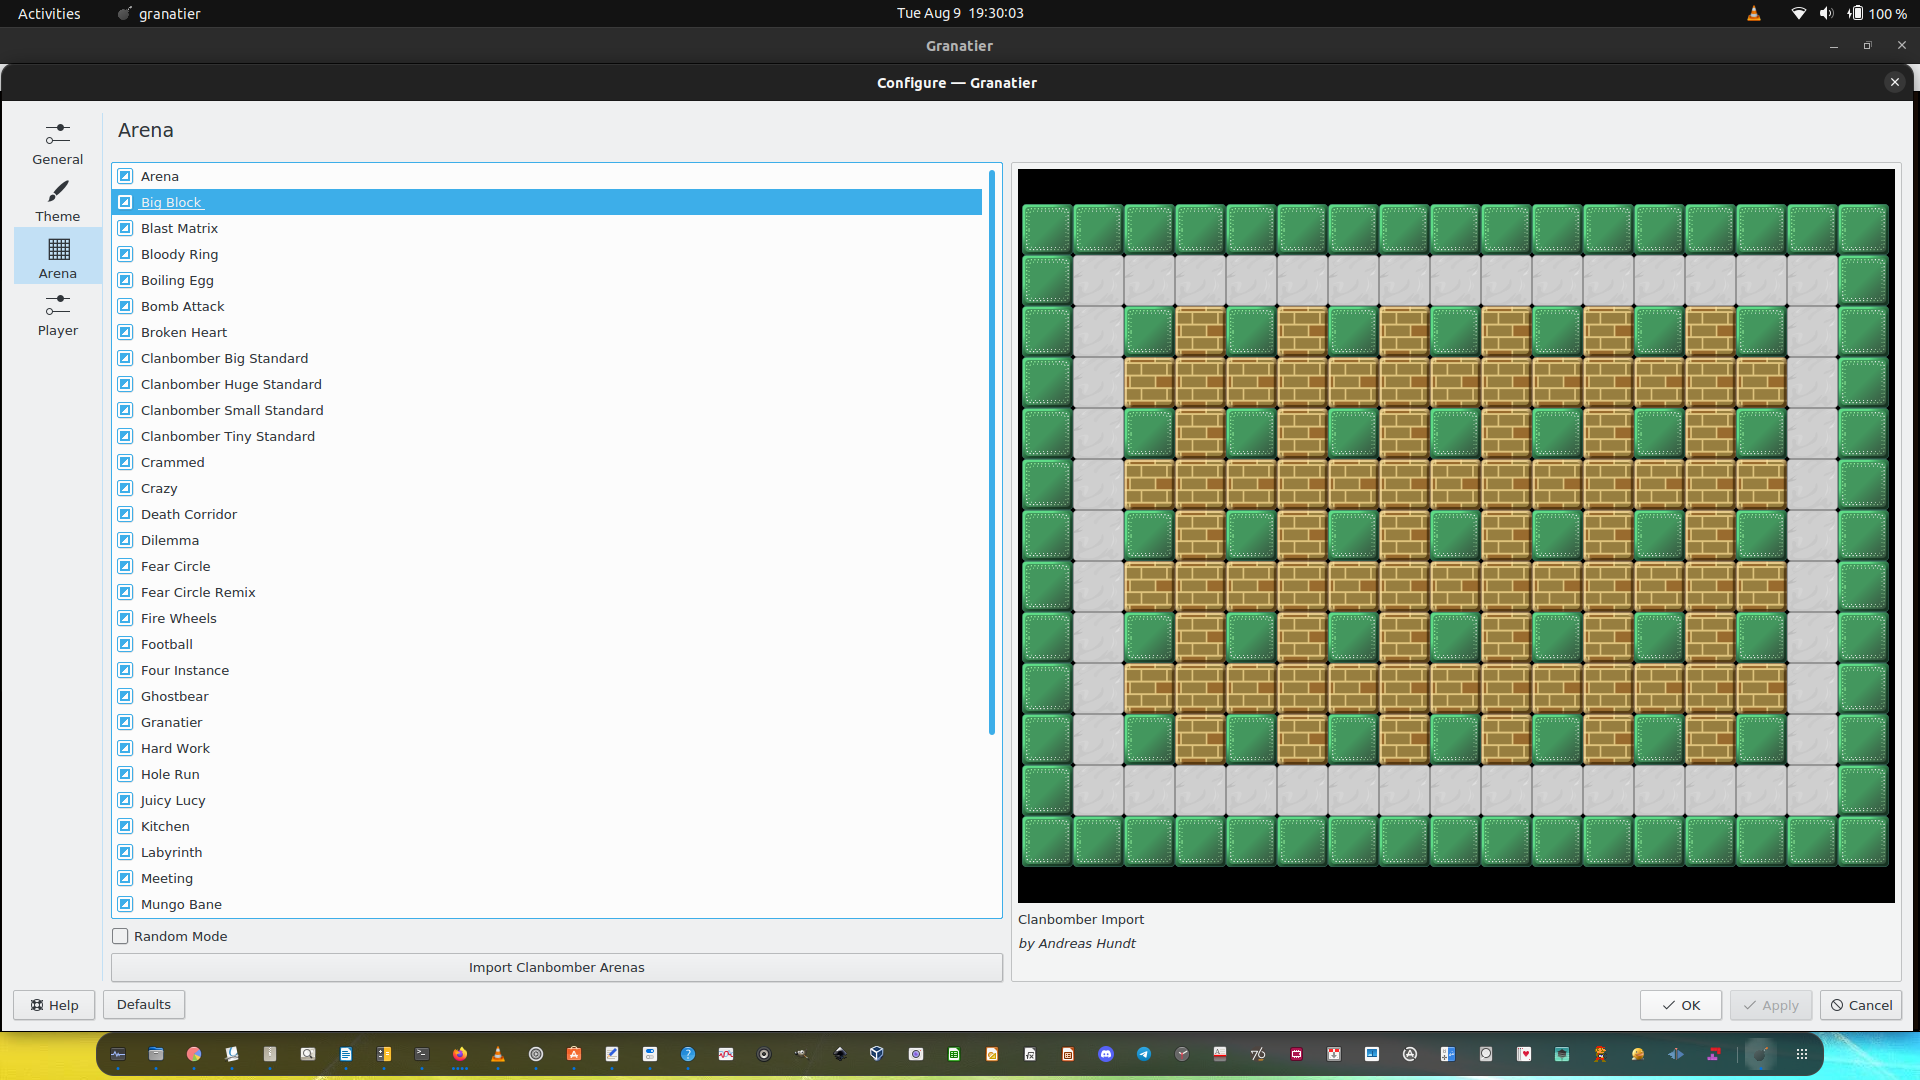 Activities
granatier
Tue Aug 9 19:30:03
100 %
Granatier
Configure — Granatier
General
Theme
Arena
Player
Arena
Arena
Big Block
Blast Matrix
Bloody Ring
Boiling Egg
Bomb Attack
Broken Heart
Clanbomber Big Standard
Clanbomber Huge Standard
Clanbomber Small Standard
Clanbomber Tiny Standard
Crammed
Crazy
Death Corridor
Dilemma
Fear Circle
Fear Circle Remix
Fire Wheels
Football
Four Instance
Ghostbear
Granatier
Hard Work
Hole Run
Juicy Lucy
Kitchen
Labyrinth
Meeting
Mungo Bane
Random Mode
Import Clanbomber Arenas
Clanbomber Import
by Andreas Hundt
Help
Defaults
OK
Apply
Cancel
76